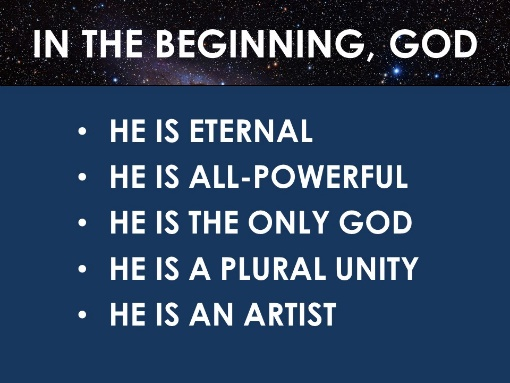 IN THE BEGINNING, GOD
• HE IS ETERNAL
• HE IS ALL-POWERFUL
• HE IS THE ONLY GOD
• HE IS A PLURAL UNITY
• HE IS AN ARTIST